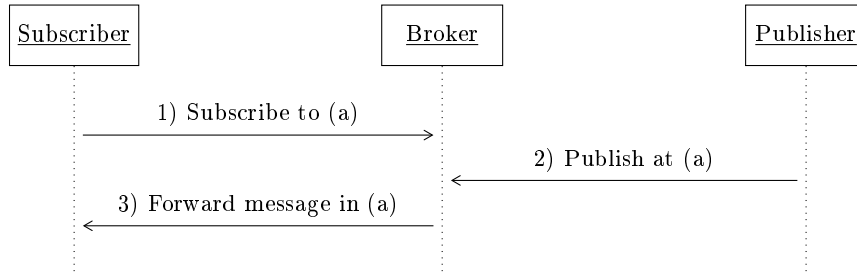 Subscriber
Broker
Publisher
1) Subscribe to (a)
2) Publish at (a)
3) Forward message in (a)